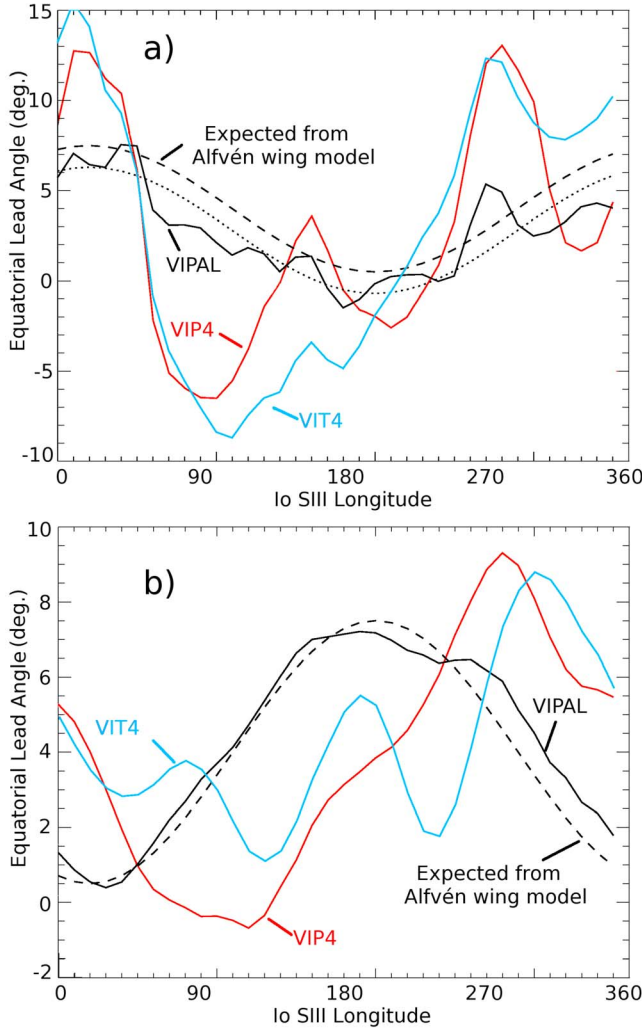 15
a)
10
Expected from
Alfvén wing model
5
VIPAL
0
VIP4
-5
VIT4
-10
0 90 180 270 360
Io SIII Longitude
Equatorial Lead Angle (deg.)
10
b)
8
VIPAL
6
VIT4
4
2
Expected from
Alfvén wing model
0
VIP4
-2
0 90 180 270 360
Io SIII Longitude
Equatorial Lead Angle (deg.)